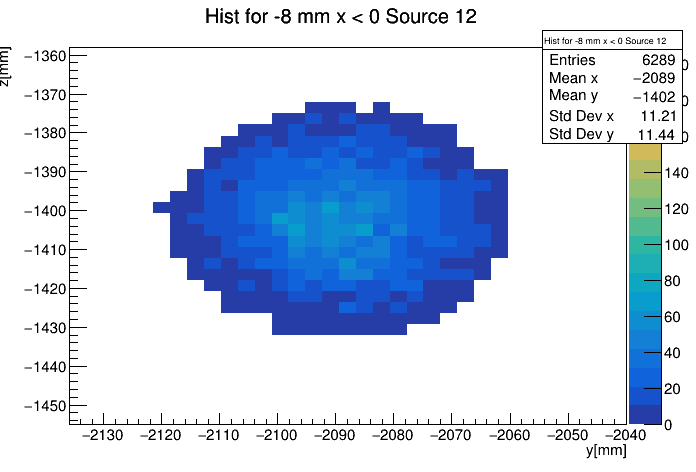 Hist for -8 mm x < 0 Source 12
z[mm]
Hist for -8 mm x < 0 Source 12
Entries 6289
Mean x −2089
Mean y −1402
Std Dev x 11.21
Std Dev y 11.44
−1360
−1370
−1380
−1390
−1400
−1410
−1420
−1430
−1440
−1450
−2130 −2120 −2110 −2100 −2090 −2080 −2070 −2060 −2050 −2040
y[mm]
140
120
100
80
60
40
20
0